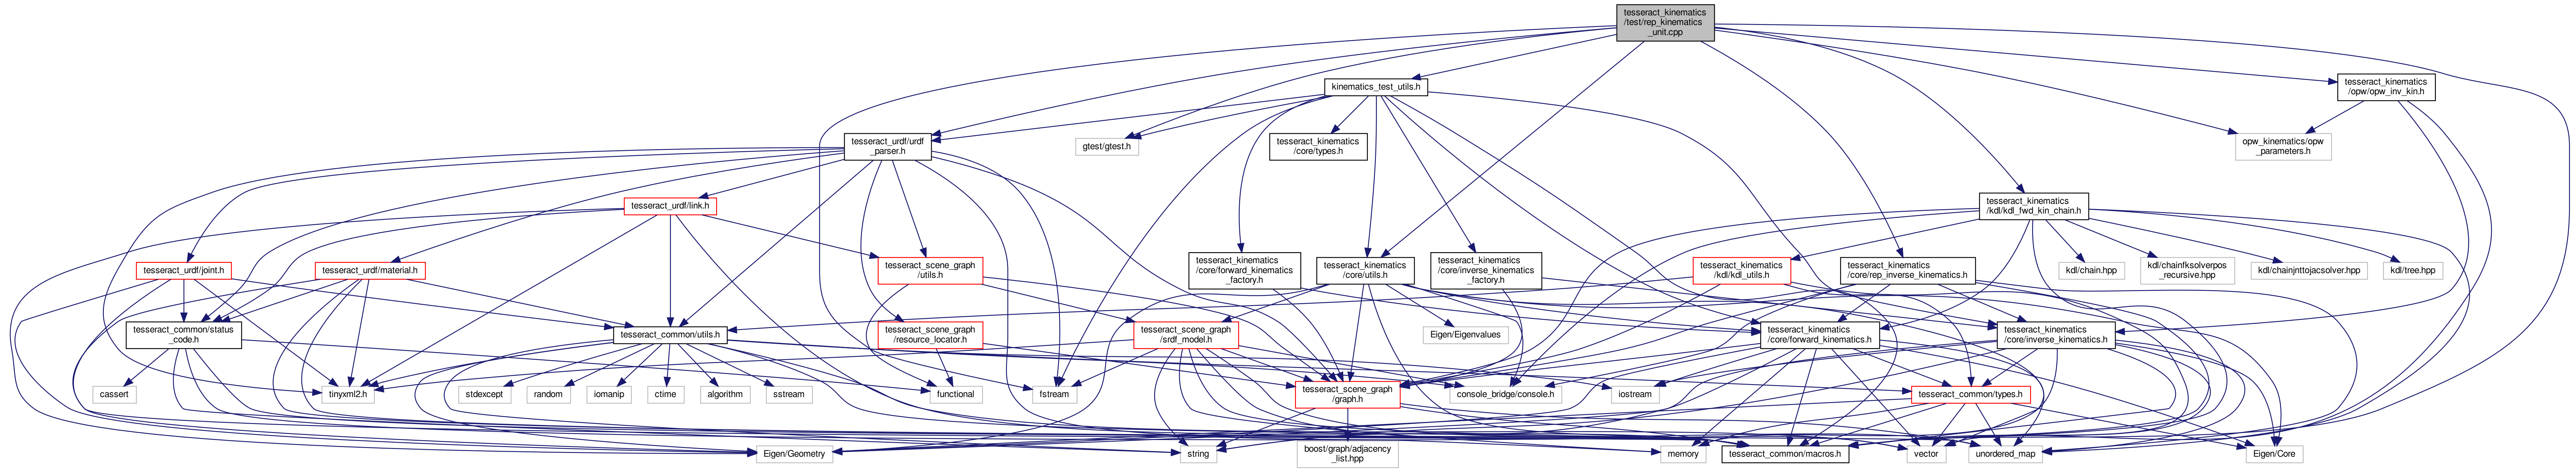 tesseract_kinematics
/test/rep_kinematics
_unit.cpp
kinematics_test_utils.h
tesseract_kinematics
/opw/opw_inv_kin.h
tesseract_urdf/urdf
_parser.h
gtest/gtest.h
tesseract_kinematics
/core/types.h
opw_kinematics/opw
_parameters.h
tesseract_urdf/link.h
tesseract_kinematics
/kdl/kdl_fwd_kin_chain.h
tesseract_urdf/joint.h
tesseract_urdf/material.h
tesseract_scene_graph
/utils.h
tesseract_kinematics
/core/forward_kinematics
_factory.h
tesseract_kinematics
/core/utils.h
tesseract_kinematics
/core/inverse_kinematics
_factory.h
tesseract_kinematics
/kdl/kdl_utils.h
tesseract_kinematics
/core/rep_inverse_kinematics.h
kdl/chain.hpp
kdl/chainfksolverpos
_recursive.hpp
kdl/chainjnttojacsolver.hpp
kdl/tree.hpp
tesseract_common/status
_code.h
tesseract_common/utils.h
tesseract_scene_graph
/resource_locator.h
tesseract_scene_graph
/srdf_model.h
Eigen/Eigenvalues
tesseract_kinematics
/core/forward_kinematics.h
tesseract_kinematics
/core/inverse_kinematics.h
cassert
tinyxml2.h
stdexcept
random
iomanip
ctime
algorithm
sstream
functional
fstream
tesseract_scene_graph
/graph.h
console_bridge/console.h
iostream
tesseract_common/types.h
Eigen/Geometry
string
boost/graph/adjacency
_list.hpp
memory
tesseract_common/macros.h
vector
unordered_map
Eigen/Core